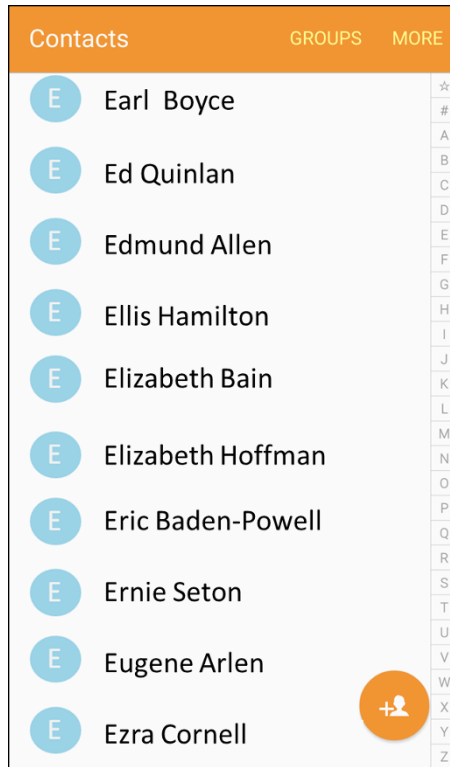 Contacts GROUPS MORE
E Earl Boyce
E Ed Quinlan
E Edmund Allen
E Ellis Hamilton
E Elizabeth Bain
E Elizabeth Hoffman
E Eric Baden-Powell
E Ernie Seton
E Eugene Arlen
E Ezra Cornell
☆
#
A
B
C
D
E
F
G
H
I
J
K
L
M
N
O
P
Q
R
S
T
U
V
W
X
Y
Z